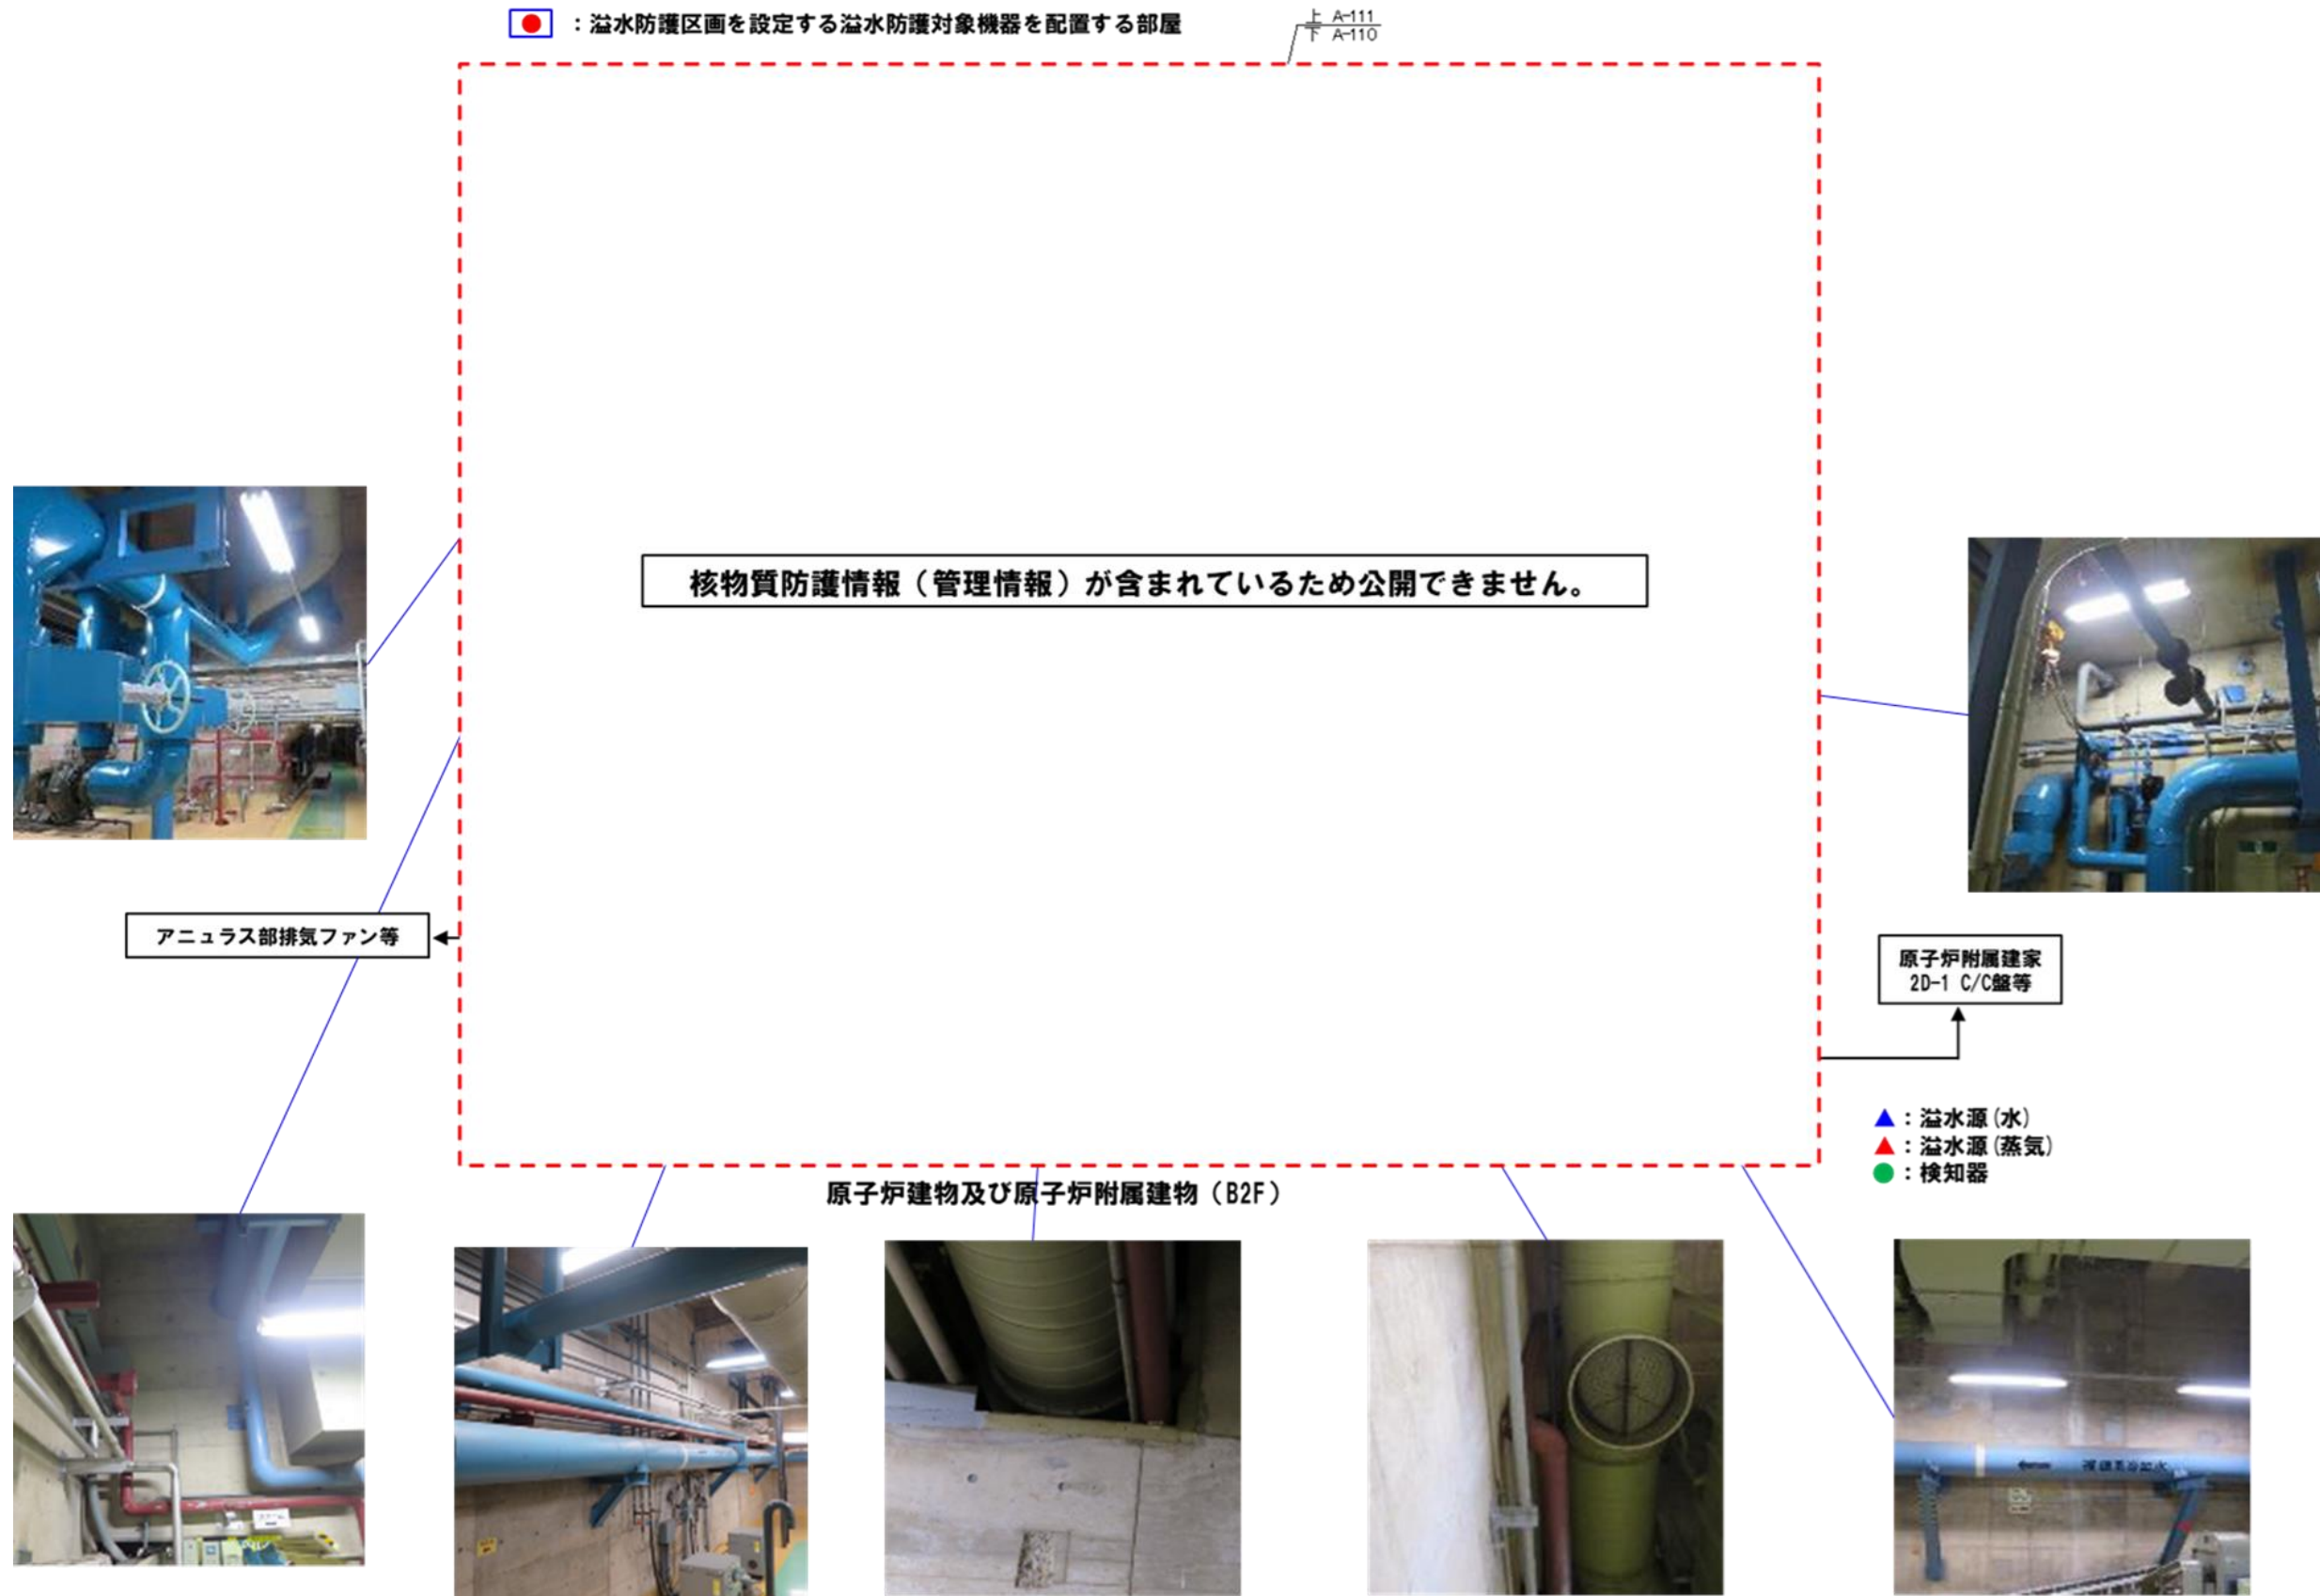 ：溢水防護区画を設定する溢水防護対象機器を配置する部屋
上 A-111
下 A-110
核物質防護情報（管理情報）が含まれているため公開できません。
アニュラス部排気ファン等
原子炉附属建家
2D-1 C/C盤等
▲：溢水源(水)
▲：溢水源(蒸気)
●：検知器
原子炉建物及び原子炉附属建物（B2F）